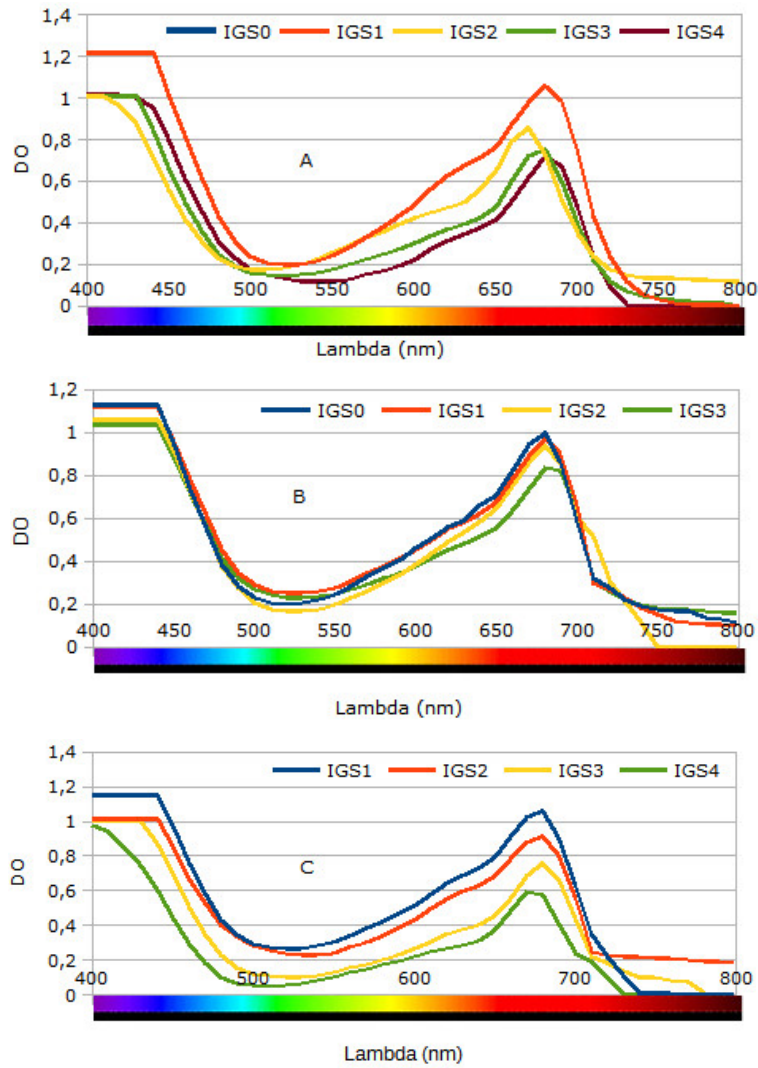 1,4
IGS0 IGS1 IGS2 IGS3 IGS4
1,2
1
0,8
A
DO
0,6
0,4
0,2
400 450 500 550 600 650 700 750 800
0
Lambda (nm)
1,2
IGS0 IGS1 IGS2 IGS3
1
0,8
B
DO
0,6
0,4
0,2
400 450 500 550 600 650 700 750 800
0
Lambda (nm)
1,4
IGS1 IGS2 IGS3 IGS4
1,2
1
0,8
C
DO
0,6
0,4
0,2
400 500 600 700 800
0
Lambda (nm)